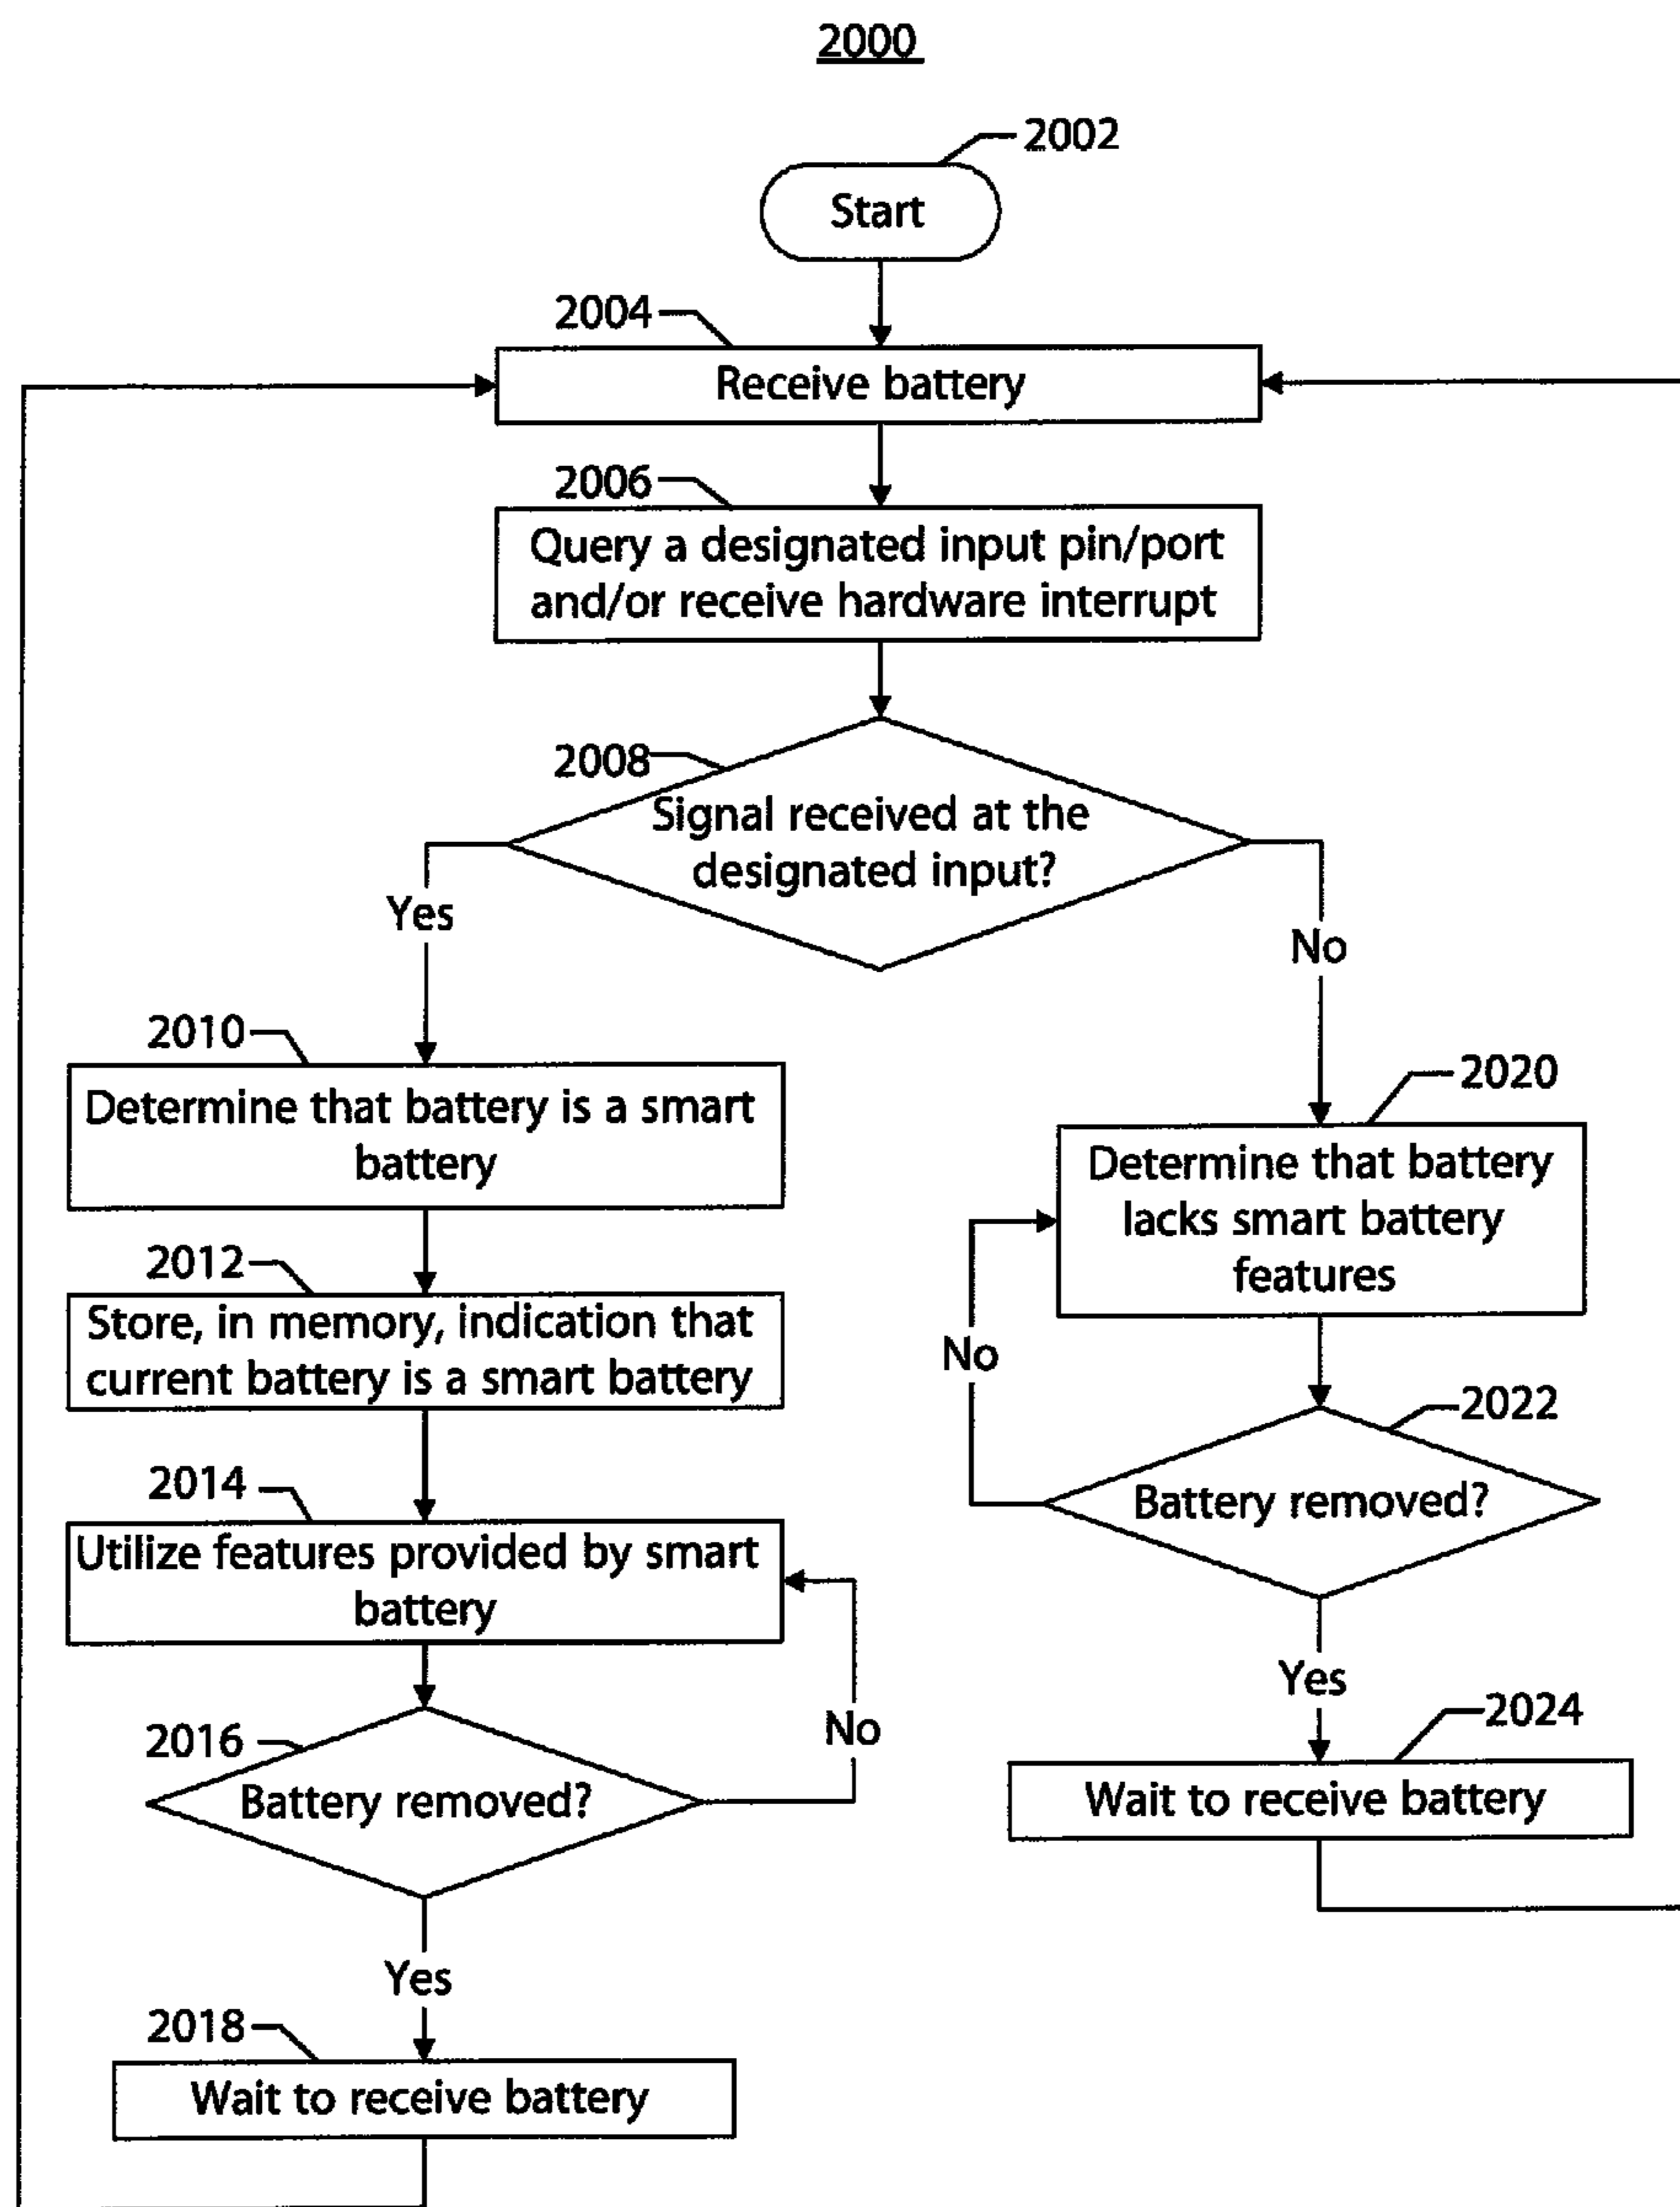 2000
2002
Start
2004
Receive battery
2006
Query a designated input pin/port
and/or receive hardware interrupt
2008
Signal received at the
designated input?
Yes
No
2010
Determine that battery is a smart
battery
2012
Store, in memory, indication that
current battery is a smart battery
2014
Utilize features provided by smart
battery
2016
Battery removed?
No
Yes
2018
Wait to receive battery
2020
Determine that battery
lacks smart battery
features
No
2022
Battery removed?
Yes
2024
Wait to receive battery